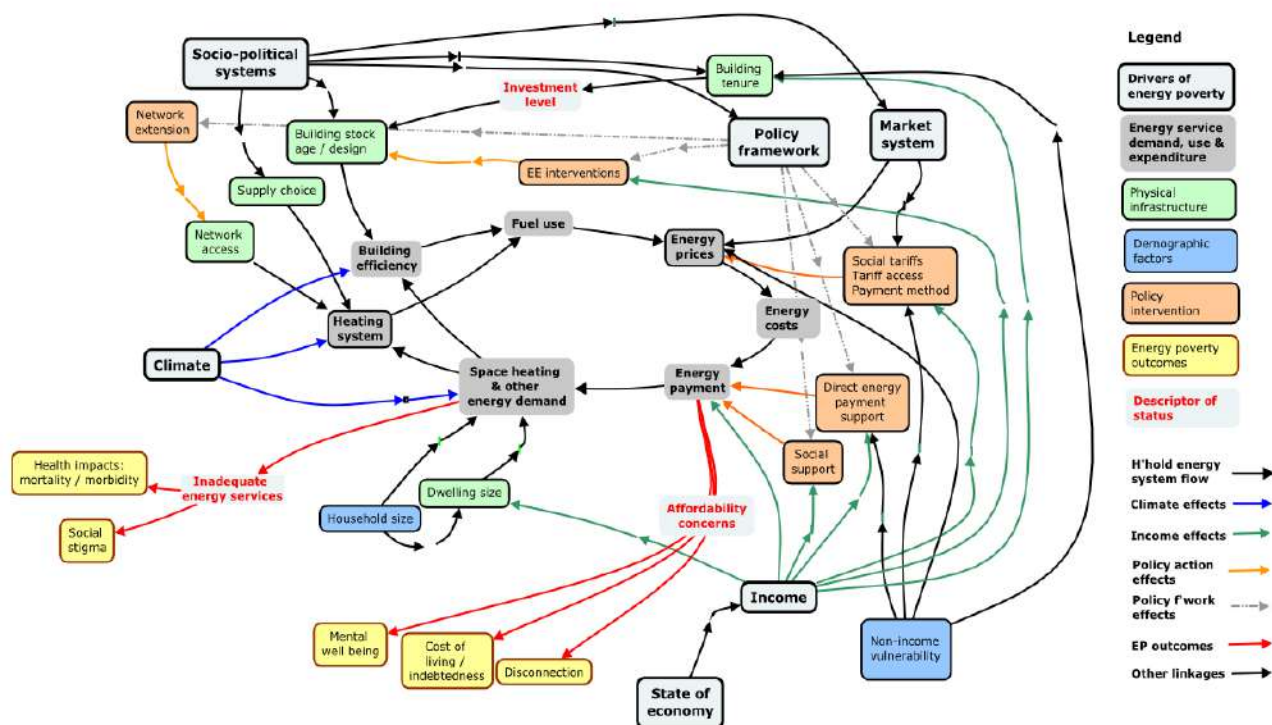 Socio-political
systems
Building
tenure
Investment
level
Network
extension
Building stock
age / design
Policy
framework
Market
system
EE interventions
Supply choice
Network
access
Fuel use
Building
efficiency
Energy
prices
Social tariffs
Tariff access
Payment method
Heating
system
Energy
costs
Climate
Space heating
& other
energy demand
Energy
payment
Direct energy
payment
support
Social
support
Health impacts:
mortality / morbidity
Inadequate
energy services
Dwelling size
Household size
Affordability
concerns
Social
stigma
Income
Mental
well being
Cost of
living /
indebtedness
Disconnection
Non-income
vulnerability
State of
economy
Legend
Drivers of
energy poverty
Energy service
demand, use &
expenditure
Physical
infrastructure
Demographic
factors
Policy
intervention
Energy poverty
outcomes
Descriptor of
status
H'hold energy
system flow
Climate effects
Income effects
Policy action
effects
Policy f'work
effects
EP outcomes
Other linkages